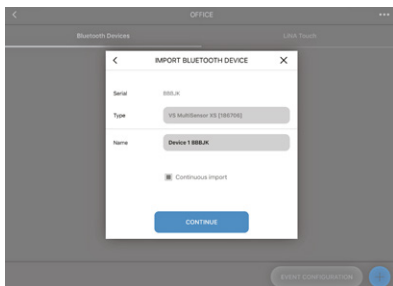 OFFICE
Bluetooth Devices
LiNA Touch
IMPORT BLUETOOTH DEVICE
Serial
BBBJK
Type
VS MultiSensor XS (186706)
Name
Device 1 BBBJK
Continuous Import
CONTINUE
EVENT CONFIGURATION